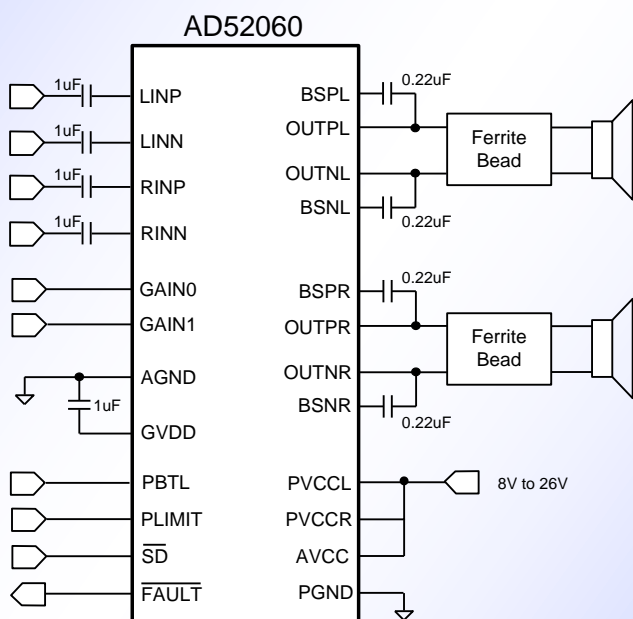 AD52060
1uF
LINP
1uF
LINN
1uF
RINP
1uF
RINN
GAIN0
GAIN1
AGND
1uF
GVDD
PBTL
PLIMIT
SD
FAULT
BSPL
0.22uF
OUTPL
OUTNL
BSNL
0.22uF
Ferrite
Bead
BSPR
0.22uF
OUTPR
OUTNR
BSNR
0.22uF
Ferrite
Bead
PVCCL
8V to 26V
PVCCR
AVCC
PGND